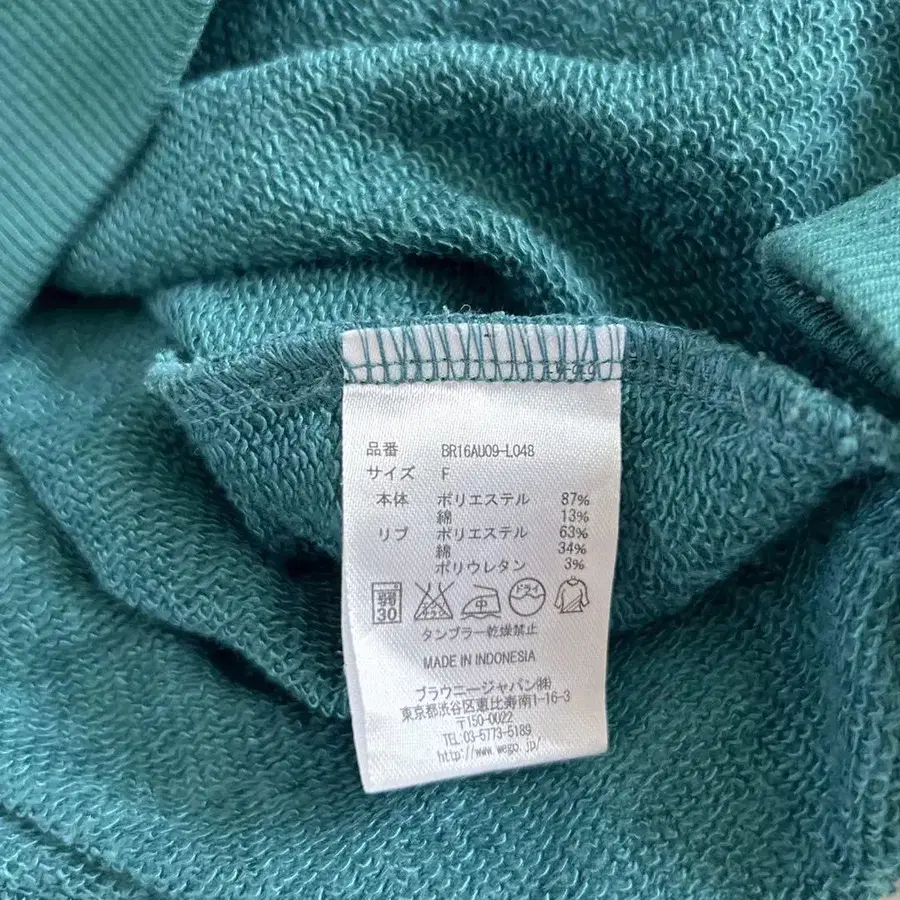 品番 BR16AU09-L048
サイズ F
本体 ポリエステル 87%
綿 13%
リブ ポリエステル 63%
綿 34%
ポリウレタン 3%
弱 30 中 ドライ
タンブラー乾燥禁止
MADE IN INDONESIA
ブラウニージャパン㈱
東京都渋谷区恵比寿南1-16-3
〒150-0022
TEL 03-5773-5189
http://www.wego.jp/